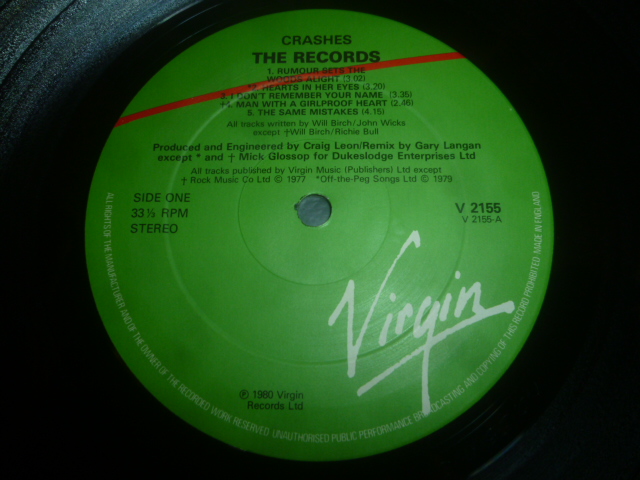 CRASHES
THE RECORDS
1. RUMOUR SETS THE
WOODS ALIGHT (3.02)
*2. HEARTS IN HER EYES (3.20)
3. I DON'T REMEMBER YOUR NAME (3.35)
†4. MAN WITH A GIRLPROOF HEART (2.46)
5. THE SAME MISTAKES (4.15)
All tracks written by Will Birch/John Wicks
except †Will Birch/Richie Bull
Produced and Engineered by Craig Leon/Remix by Gary Langan
except * and † Mick Glossop for Dukeslodge Enterprises Ltd
All tracks published by Virgin Music (Publishers) Ltd except
† Rock Music Co Ltd © 1977 *Off-the-Peg Songs Ltd © 1979
SIDE ONE
33⅓ RPM
STEREO
V 2155
V 2155-A
Virgin
℗ 1980 Virgin
Records Ltd
ALL RIGHTS OF THE MANUFACTURER AND OF THE OWNER OF THE RECORDED WORK RESERVED. UNAUTHORISED PUBLIC PERFORMANCE BROADCASTING AND COPYING OF THIS RECORD PROHIBITED. MADE IN ENGLAND